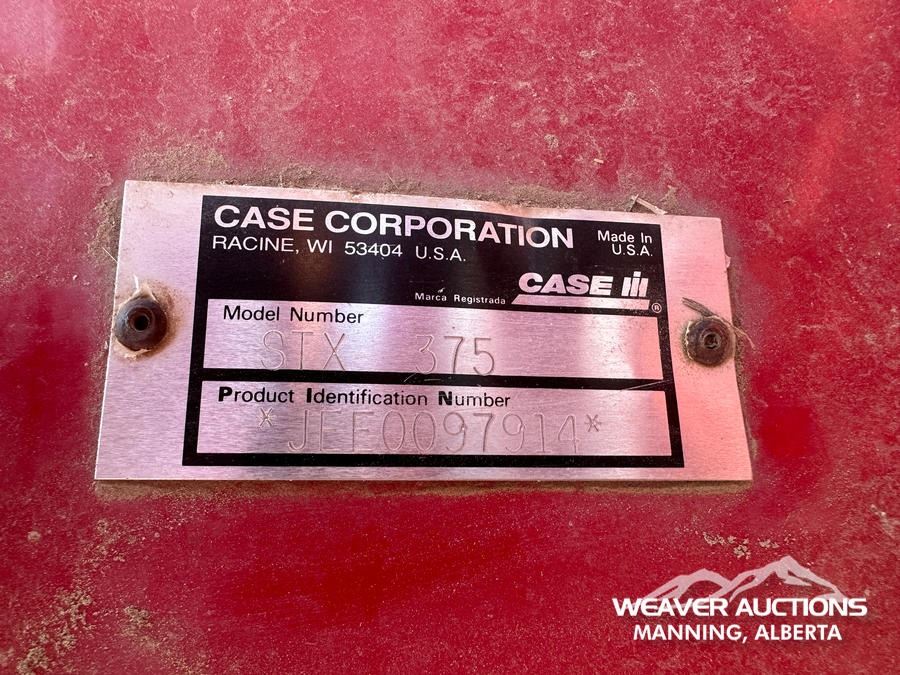 CASE CORPORATION
RACINE, WI 53404 U.S.A.
Made In
U.S.A.
Marca Registrada CASE IH ®
Model Number
STX 375
Product Identification Number
*JEE0097914*
WEAVER AUCTIONS
MANNING, ALBERTA